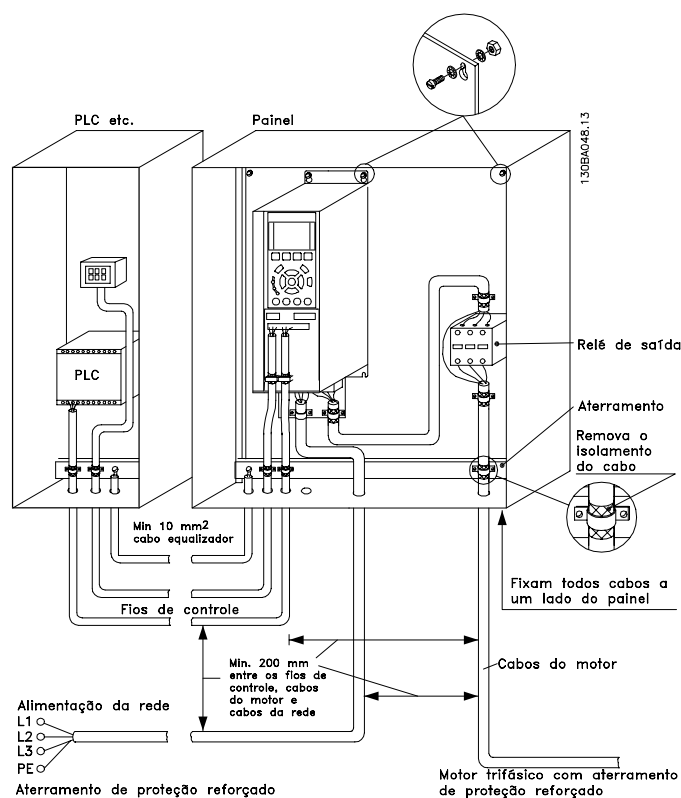 PLC etc.
Painel
130BA048.13
PLC
Relé de saída
Aterramento
Remova o
isolamento
do cabo
Min 10 mm2
cabo equalizador
Fixam todos cabos a
um lado do painel
Fios de controle
Min. 200 mm
entre os fios de
controle, cabos
do motor e
cabos da rede
Cabos do motor
Alimentação da rede
L1
L2
L3
PE
Aterramento de proteção reforçado
Motor trifásico com aterramento
de proteção reforçado